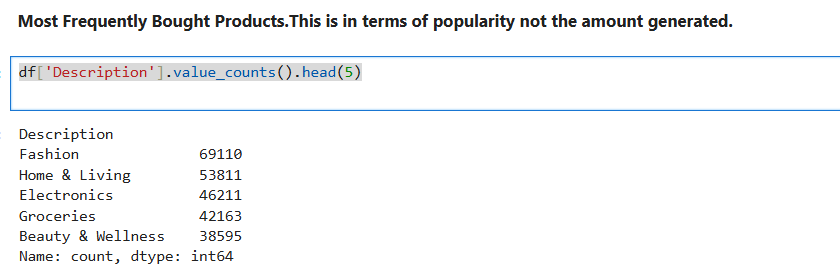 Most Frequently Bought Products.This is in terms of popularity not the amount generated.
df['Description'].value_counts().head(5)
Description
Fashion 69110
Home & Living 53811
Electronics 46211
Groceries 42163
Beauty & Wellness 38595
Name: count, dtype: int64